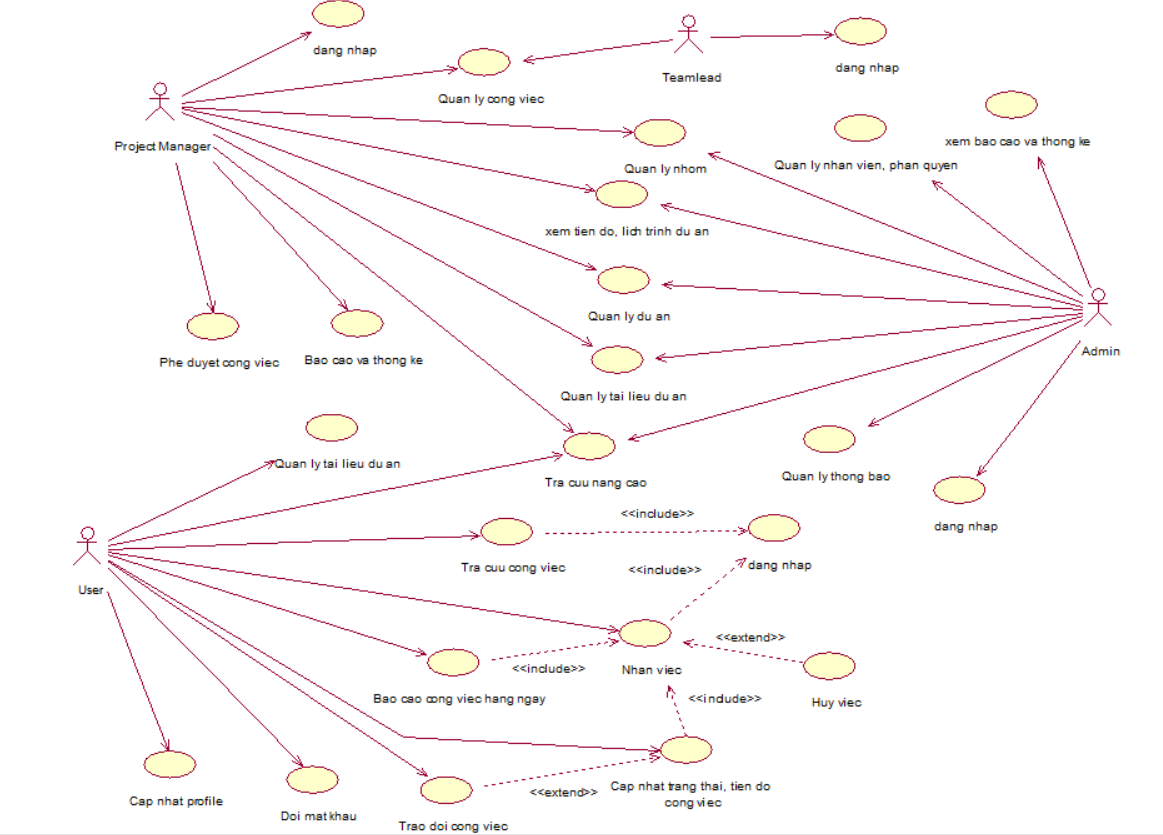 dang nhap
Teamlead
dang nhap
Quan ly cong viec
Project Manager
Quan ly nhom
Quan ly nhan vien, phan quyen
xem bao cao va thong ke
xem tien do, lich trinh du an
Quan ly du an
Admin
Phe duyet cong viec
Bao cao va thong ke
Quan ly tai lieu du an
Quan ly tai lieu du an
Tra cuu nang cao
Quan ly thong bao
dang nhap
<<include>>
Tra cuu cong viec
<<include>>
dang nhap
User
<<extend>>
<<include>>
Nhan viec
Bao cao cong viec hang ngay
<<include>>
Huy viec
Cap nhat profile
Doi mat khau
<<extend>>
Cap nhat trang thai, tien do
cong viec
Trao doi cong viec